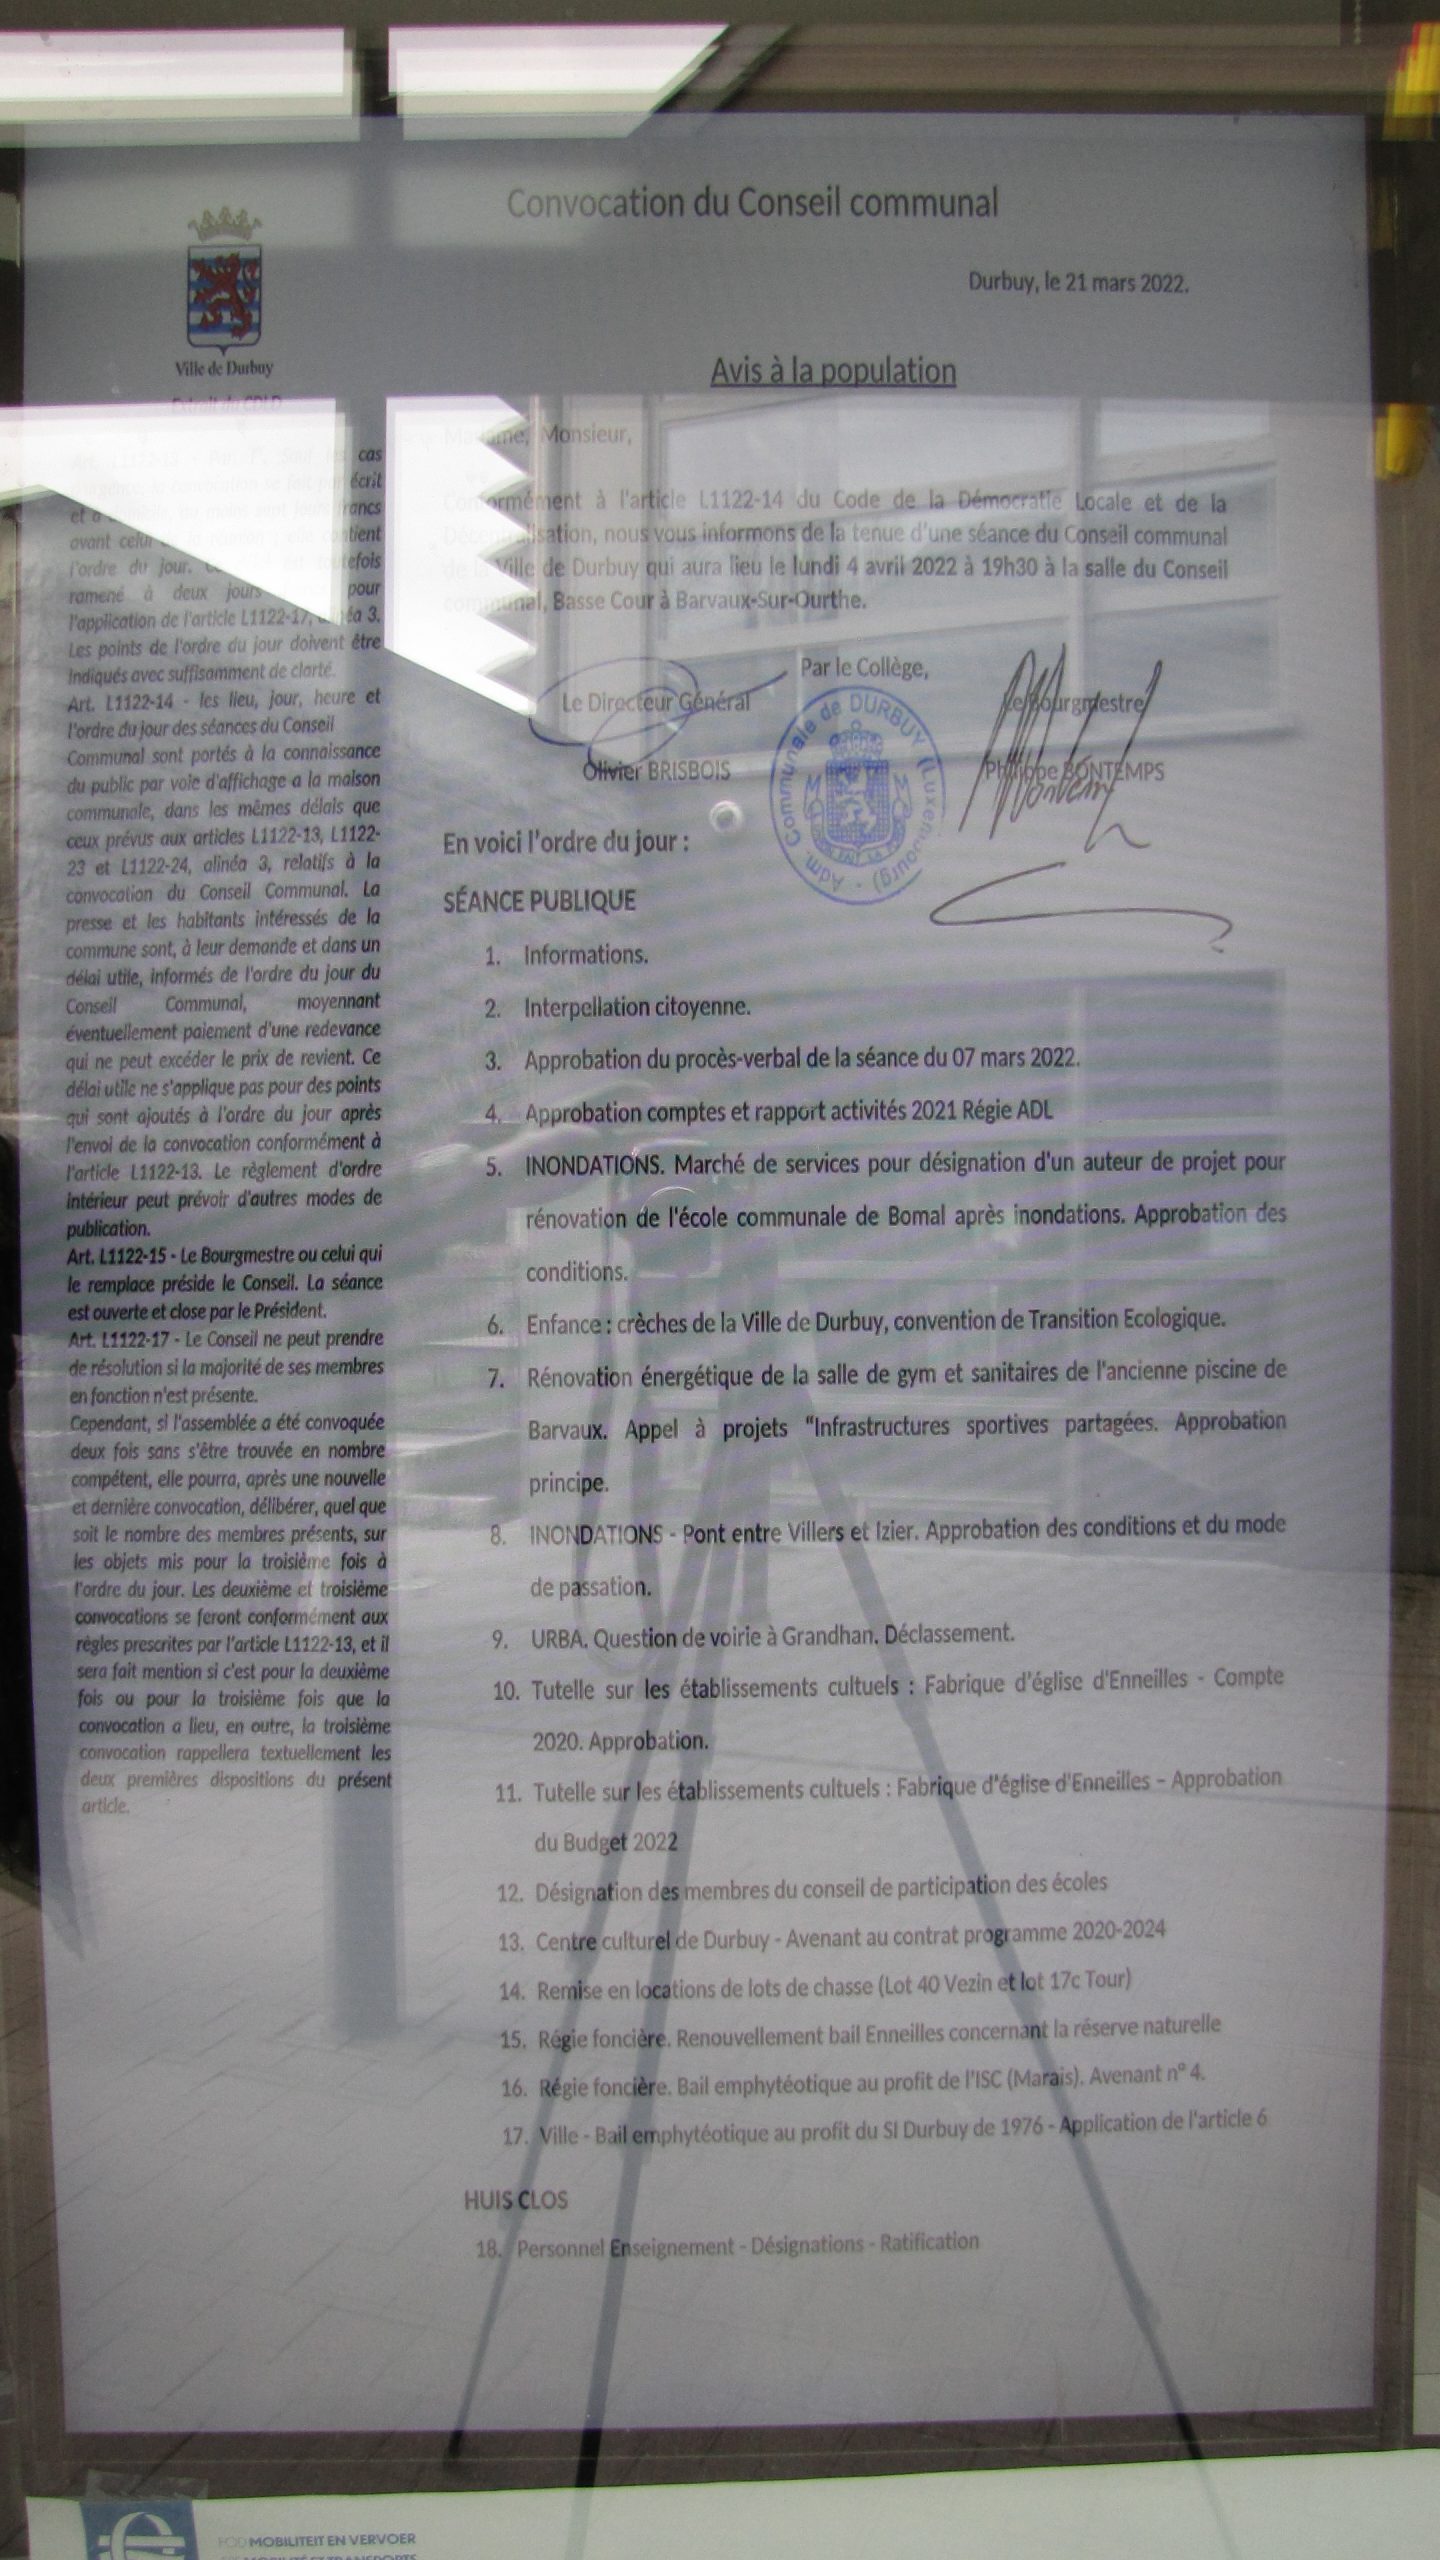 Convocation du Conseil communal
Durbuy, le 21 mars 2022.
Ville de Durbuy
Avis à la population
Extrait du CDLD
cas
écrit
et à francs
avant celui contient
l'ordre du jour. toutefois
ramené à deux jours pour
l'application de l'article L1122-17, alinéa 3.
Les points de l'ordre du jour doivent être
indiqués avec suffisamment de clarté.
Art. L1122-14 - les lieu, jour, heure et
l'ordre du jour des séances du Conseil
Communal sont portés à la connaissance
du public par voie d'affichage a la maison
communale, dans les mêmes délais que
ceux prévus aux articles L1122-13, L1122-
23 et L1122-24, alinéa 3, relatifs à la
convocation du Conseil Communal. La
presse et les habitants intéressés de la
commune sont, à leur demande et dans un
délai utile, informés de l'ordre du jour du
Conseil Communal, moyennant
éventuellement paiement d'une redevance
qui ne peut excéder le prix de revient. Ce
délai utile ne s'applique pas pour des points
qui sont ajoutés à l'ordre du jour après
l'envoi de la convocation conformément à
l'article L1122-13. Le règlement d'ordre
intérieur peut prévoir d'autres modes de
publication.
Art. L1122-15 - Le Bourgmestre ou celui qui
le remplace préside le Conseil. La séance
est ouverte et close par le Président.
Art. L1122-17 - Le Conseil ne peut prendre
de résolution si la majorité de ses membres
en fonction n'est présente.
Cependant, si l'assemblée a été convoquée
deux fois sans s'être trouvée en nombre
compétent, elle pourra, après une nouvelle
et dernière convocation, délibérer, quel que
soit le nombre des membres présents, sur
les objets mis pour la troisième fois à
l'ordre du jour. Les deuxième et troisième
convocations se feront conformément aux
règles prescrites par l'article L1122-13, et il
sera fait mention si c'est pour la deuxième
fois ou pour la troisième fois que la
convocation a lieu, en outre, la troisième
convocation rappellera textuellement les
deux premières dispositions du présent
article.
Madame, Monsieur,
Conformément à l'article L1122-14 du Code de la Démocratie Locale et de la
Décentralisation, nous vous informons de la tenue d'une séance du Conseil communal
de la Ville de Durbuy qui aura lieu le lundi 4 avril 2022 à 19h30 à la salle du Conseil
communal, Basse Cour à Barvaux-Sur-Ourthe.
Par le Collège,
Le Directeur Général Le Bourgmestre
Olivier BRISBOIS Philippe BONTEMPS
Adm. Communale de DURBUY (Luxembourg)
En voici l'ordre du jour :
SÉANCE PUBLIQUE
1. Informations.
2. Interpellation citoyenne.
3. Approbation du procès-verbal de la séance du 07 mars 2022.
4. Approbation comptes et rapport activités 2021 Régie ADL
5. INONDATIONS. Marché de services pour désignation d'un auteur de projet pour
rénovation de l'école communale de Bomal après inondations. Approbation des
conditions.
6. Enfance : crèches de la Ville de Durbuy, convention de Transition Ecologique.
7. Rénovation énergétique de la salle de gym et sanitaires de l'ancienne piscine de
Barvaux. Appel à projets “Infrastructures sportives partagées. Approbation
principe.
8. INONDATIONS - Pont entre Villers et Izier. Approbation des conditions et du mode
de passation.
9. URBA. Question de voirie à Grandhan. Déclassement.
10. Tutelle sur les établissements cultuels : Fabrique d'église d'Enneilles - Compte
2020. Approbation.
11. Tutelle sur les établissements cultuels : Fabrique d'église d'Enneilles – Approbation
du Budget 2022
12. Désignation des membres du conseil de participation des écoles
13. Centre culturel de Durbuy - Avenant au contrat programme 2020-2024
14. Remise en locations de lots de chasse (Lot 40 Vezin et lot 17c Tour)
15. Régie foncière. Renouvellement bail Enneilles concernant la réserve naturelle
16. Régie foncière. Bail emphytéotique au profit de l'ISC (Marais). Avenant n° 4.
17. Ville - Bail emphytéotique au profit du SI Durbuy de 1976 - Application de l'article 6
HUIS CLOS
18. Personnel Enseignement - Désignations - Ratification
FOD MOBILITEIT EN VERVOER
MOBILITÉ ET TRANSPORTS